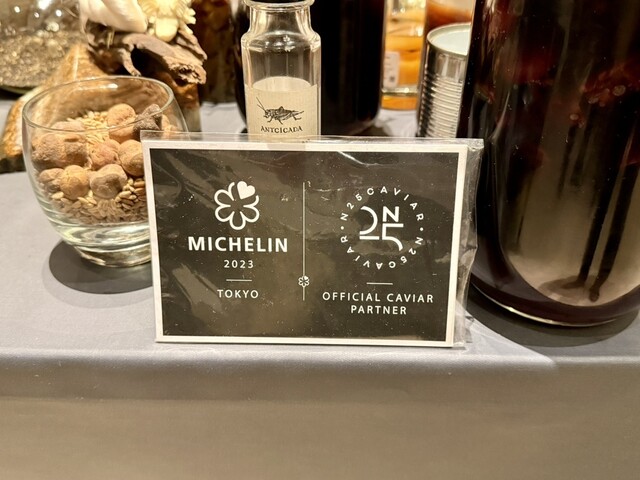 ANTCICADA
MICHELIN
2023
TOKYO
N25CAVIAR • N25CAVIAR •
N25
OFFICIAL CAVIAR
PARTNER